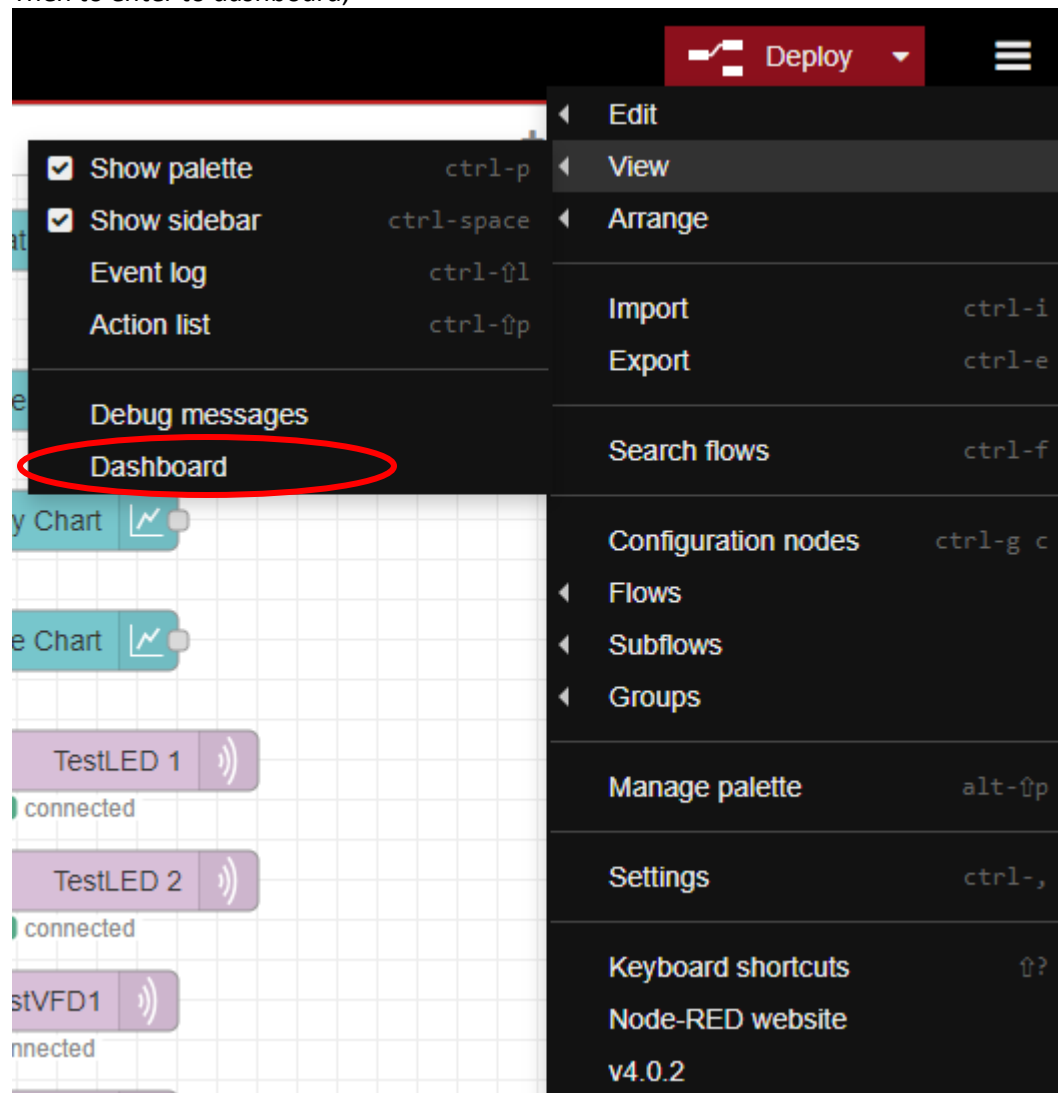 Deploy
Edit
Show palette ctrl-p
View
Show sidebar ctrl-space
Arrange
Event log ctrl-⇧l
Action list ctrl-⇧p
Import ctrl-i
Export ctrl-e
Debug messages
Dashboard
Search flows ctrl-f
y Chart
Configuration nodes ctrl-g c
Flows
e Chart
Subflows
Groups
TestLED 1
connected
Manage palette alt-⇧p
TestLED 2
connected
Settings ctrl-,
Keyboard shortcuts ⇧?
stVFD1
Node-RED website
nnected
v4.0.2